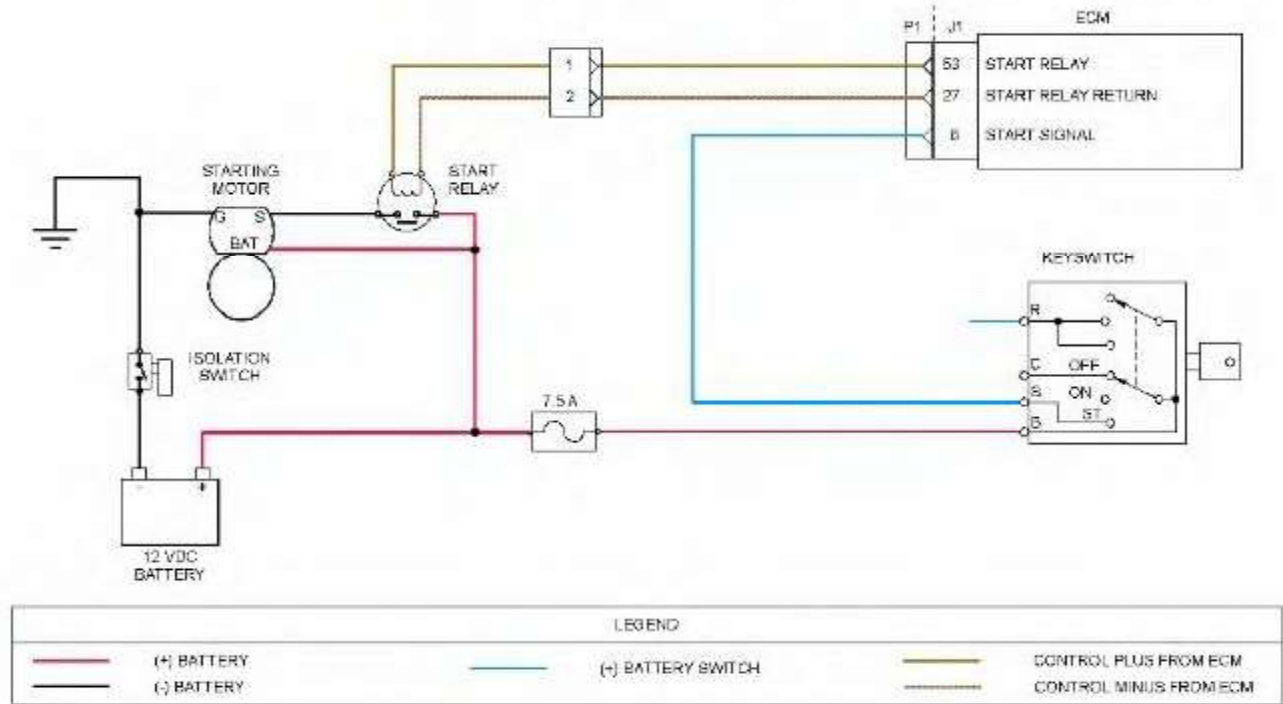 ECM
P1 J1
1
53 START RELAY
2
27 START RELAY RETURN
START SIGNAL
STARTING
MOTOR
START
RELAY
G S
BAT
KEYSWITCH
R
ISOLATION
SWITCH
C OFF
S ON
7.5 A
ST
- +
12 VDC
BATTERY
LEGEND
(+) BATTERY
(-) BATTERY
(+) BATTERY SWITCH
CONTROL PLUS FROM ECM
CONTROL MINUS FROM ECM